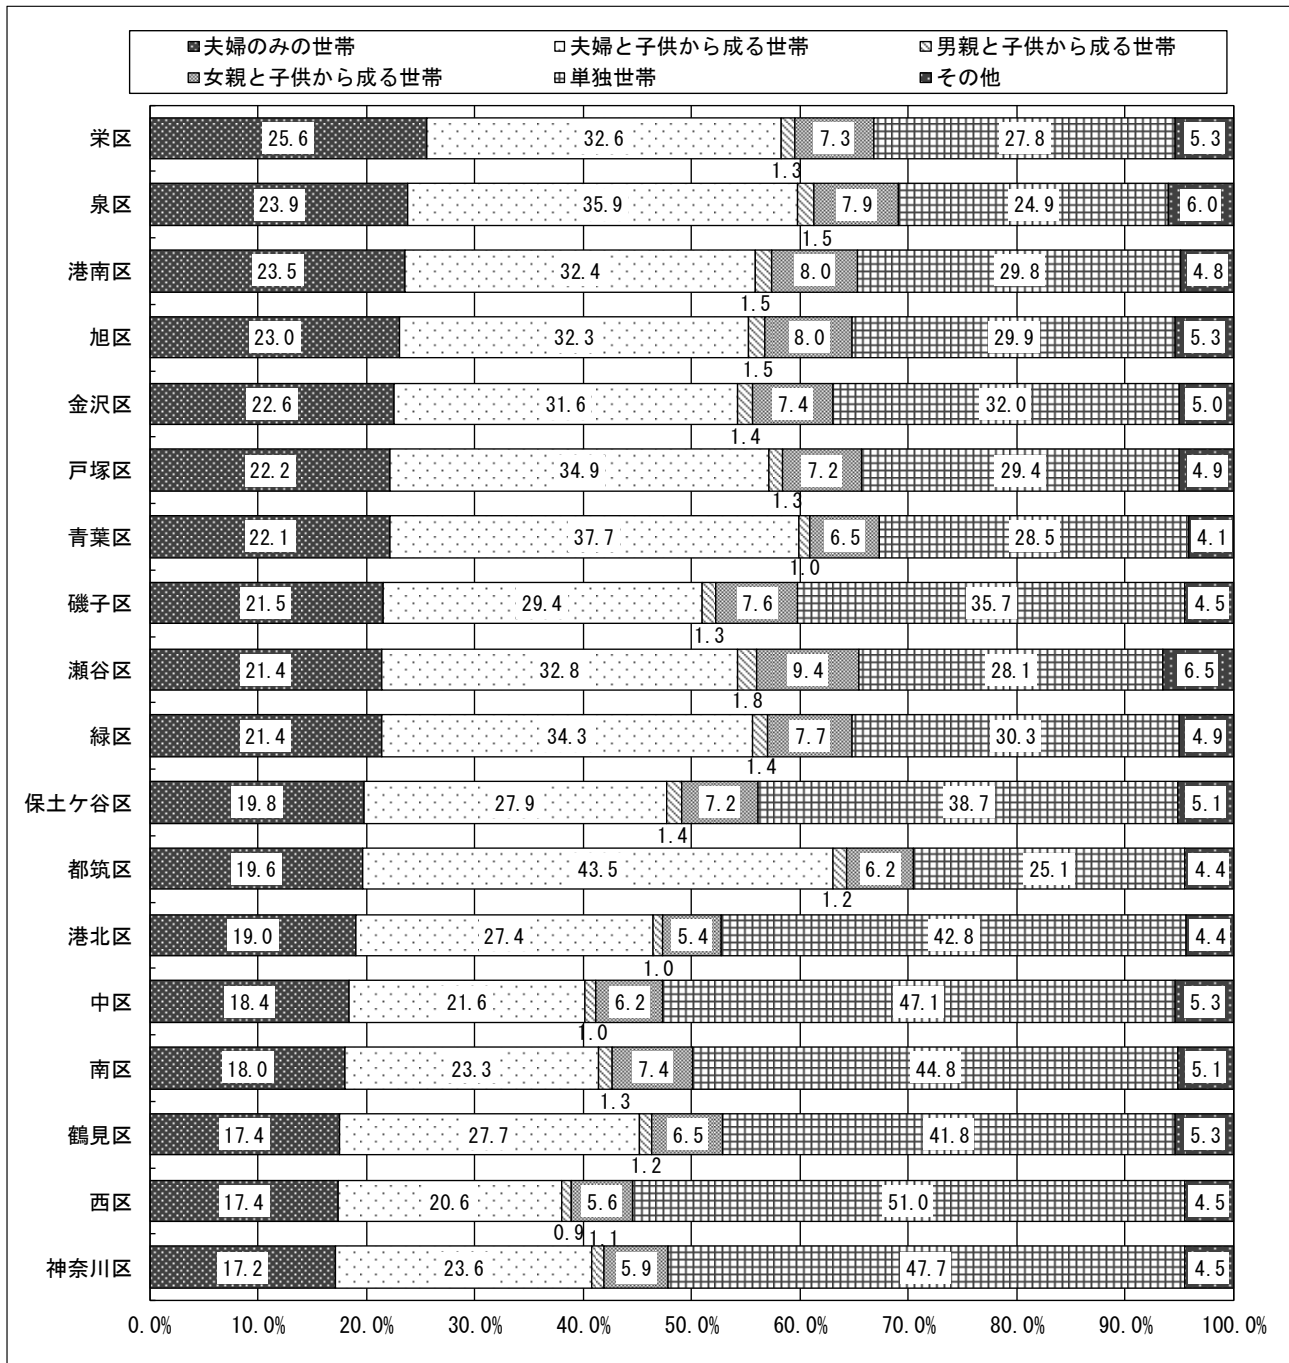 ■夫婦のみの世帯 □夫婦と子供から成る世帯 男親と子供から成る世帯
女親と子供から成る世帯 単独世帯 その他
栄区 25.6 32.6 7.3 27.8 5.3
1.3
泉区 23.9 35.9 7.9 24.9 6.0
1.5
港南区 23.5 32.4 8.0 29.8 4.8
1.5
旭区 23.0 32.3 8.0 29.9 5.3
1.5
金沢区 22.6 31.6 7.4 32.0 5.0
1.4
戸塚区 22.2 34.9 7.2 29.4 4.9
1.3
青葉区 22.1 37.7 6.5 28.5 4.1
1.0
磯子区 21.5 29.4 7.6 35.7 4.5
1.3
瀬谷区 21.4 32.8 9.4 28.1 6.5
1.8
緑区 21.4 34.3 7.7 30.3 4.9
1.4
保土ケ谷区 19.8 27.9 7.2 38.7 5.1
1.4
都筑区 19.6 43.5 6.2 25.1 4.4
1.2
港北区 19.0 27.4 5.4 42.8 4.4
1.0
中区 18.4 21.6 6.2 47.1 5.3
1.0
南区 18.0 23.3 7.4 44.8 5.1
1.3
鶴見区 17.4 27.7 6.5 41.8 5.3
1.2
西区 17.4 20.6 5.6 51.0 4.5
0.9 1.1
神奈川区 17.2 23.6 5.9 47.7 4.5
0.0% 10.0% 20.0% 30.0% 40.0% 50.0% 60.0% 70.0% 80.0% 90.0% 100.0%